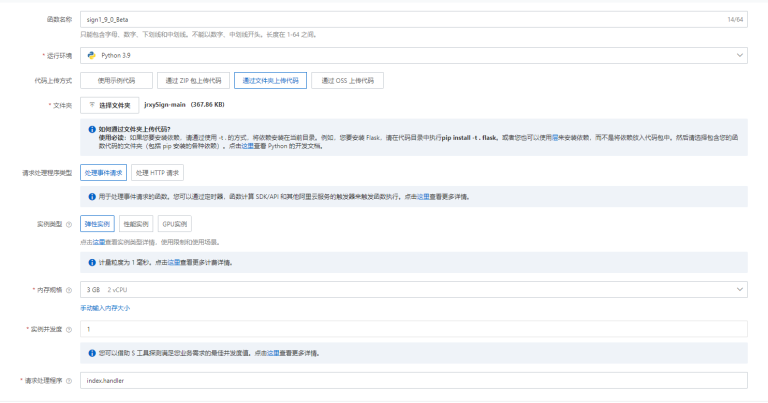 函数名称
sign1_9_0_Beta
14/64
只能包含字母、数字、下划线和中划线。不能以数字、中划线开头。长度在 1-64 之间。
* 运行环境
Python 3.9
代码上传方式
使用示例代码
通过 ZIP 包上传代码
通过文件夹上传代码
通过 OSS 上传代码
* 文件夹
选择文件夹
jrxySign-main (367.86 KB)
如何通过文件夹上传代码?
使用必读：如果您要安装依赖，请通过使用 -t . 的方式，将依赖安装在当前目录。例如，您要安装 Flask，请在代码目录中执行pip install -t . flask。或者您也可以使用层来安装依赖，而不是将依赖放入代码包中。然后请选择包含您的函
数代码的文件夹（包括 pip 安装的各种依赖）。点击这里查看 Python 的开发文档。
请求处理程序类型
处理事件请求
处理 HTTP 请求
用于处理事件请求的函数。您可以通过定时器、函数计算 SDK/API 和其他阿里云服务的触发器来触发函数执行。点击这里查看更多详情。
实例类型
弹性实例
性能实例
GPU实例
点击这里查看实例类型详情、使用限制和使用场景。
计量粒度为 1 毫秒。点击这里查看更多计费详情。
* 内存规格
3 GB
2 vCPU
手动输入内存大小
* 实例并发度
1
您可以借助 S 工具探测满足您业务需求的最佳并发度值。点击这里查看更多详情。
* 请求处理程序
index.handler